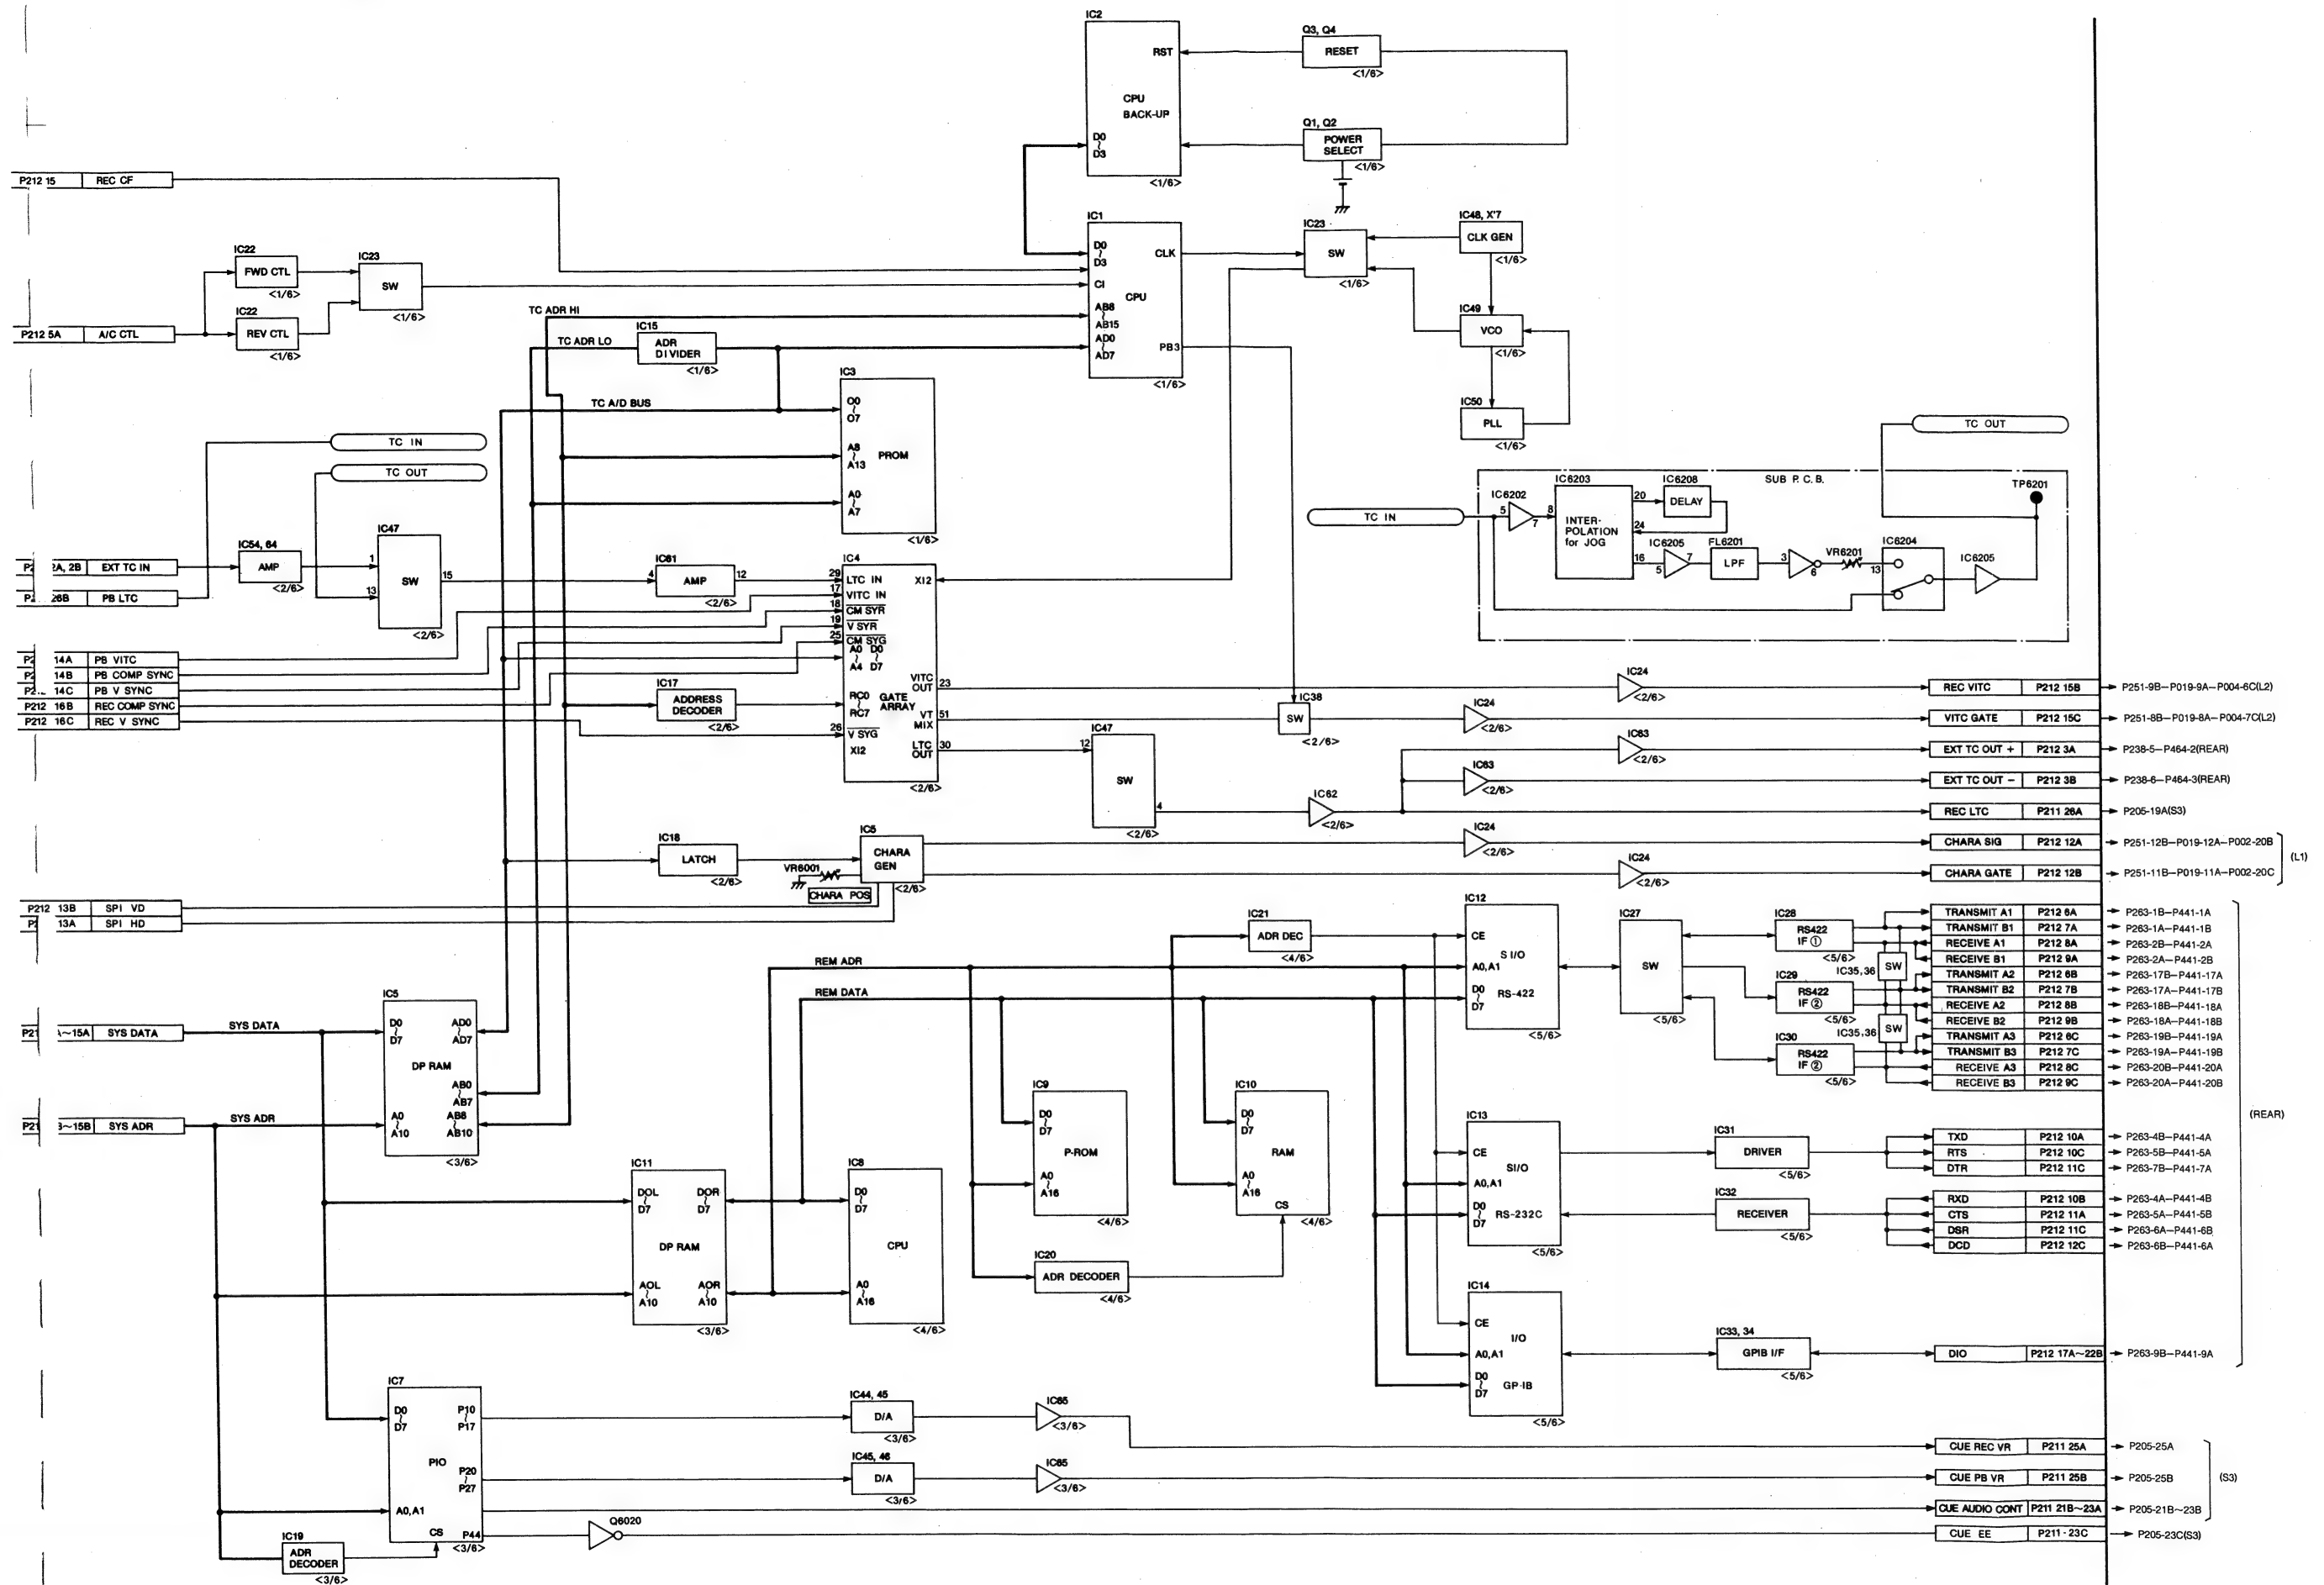 IC2
RST
CPU
BACK-UP
D0
~
D3
<1/6>
Q3, Q4
RESET
<1/6>
Q1, Q2
POWER
SELECT
<1/6>
P212 15 REC CF
IC22
FWD CTL
<1/6>
IC22
REV CTL
<1/6>
IC23
SW
<1/6>
P212 5A A/C CTL
IC1
D0
~
D3
CI
CPU
AB8
~
AB15
AD0
~
AD7
CLK
PB3
<1/6>
IC23
SW
<1/6>
IC48, X'7
CLK GEN
<1/6>
IC49
VCO
<1/6>
IC50
PLL
<1/6>
TC ADR HI
TC ADR LO
IC15
ADR
DIVIDER
<1/6>
TC A/D BUS
IC3
O0
~
O7
A8
~
A13
PROM
A0
~
A7
<1/6>
TC IN
TC OUT
TC OUT
SUB P.C.B.
TC IN
IC6202
5
7
IC6203
8
INTER-
POLATION
for JOG
20
24
16
IC6208
DELAY
IC6205
5
7
FL6201
LPF
3
6
VR6201
13
IC6204
IC6205
TP6201
2A, 2B EXT TC IN
26B PB LTC
IC54, 64
AMP
<2/6>
IC47
1
13
SW
15
<2/6>
IC61
4
AMP
12
<2/6>
IC4
29 LTC IN
17 VITC IN
18 CM SYR
19 V SYR
25 CM SYG
A0 D0
~ ~
A4 D7
RC0
~
RC7
GATE
ARRAY
26 V SYG
XI2
XI2
VITC
OUT 23
VT
MIX 51
LTC
OUT 30
<2/6>
14A PB VITC
14B PB COMP SYNC
14C PB V SYNC
P212 16B REC COMP SYNC
P212 16C REC V SYNC
IC17
ADDRESS
DECODER
<2/6>
IC38
SW
<2/6>
IC47
12
SW
4
<2/6>
IC24
<2/6>
IC24
<2/6>
IC63
<2/6>
IC63
<2/6>
IC62
<2/6>
REC VITC P212 15B P251-9B-P019-9A-P004-6C(L2)
VITC GATE P212 15C P251-8B-P019-8A-P004-7C(L2)
EXT TC OUT + P212 3A P238-5-P464-2(REAR)
EXT TC OUT - P212 3B P238-6-P464-3(REAR)
REC LTC P211 26A P205-19A(S3)
IC18
LATCH
<2/6>
IC5
CHARA
GEN
<2/6>
VR6001
CHARA POS
IC24
<2/6>
IC24
<2/6>
CHARA SIG P212 12A P251-12B-P019-12A-P002-20B
CHARA GATE P212 12B P251-11B-P019-11A-P002-20C
(L1)
P212 13B SPI VD
13A SPI HD
IC21
ADR DEC
<4/6>
REM ADR
REM DATA
IC12
CE
S I/O
A0,A1
D0
~
D7
RS-422
<5/6>
IC27
SW
<5/6>
IC28
RS422
IF ①
<5/6>
IC29
RS422
IF ②
<5/6>
IC30
RS422
IF ②
<5/6>
IC35,36
SW
IC35,36
SW
TRANSMIT A1 P212 6A P263-1B-P441-1A
TRANSMIT B1 P212 7A P263-1A-P441-1B
RECEIVE A1 P212 8A P263-2B-P441-2A
RECEIVE B1 P212 9A P263-2A-P441-2B
TRANSMIT A2 P212 6B P263-17B-P441-17A
TRANSMIT B2 P212 7B P263-17A-P441-17B
RECEIVE A2 P212 8B P263-18B-P441-18A
RECEIVE B2 P212 9B P263-18A-P441-18B
TRANSMIT A3 P212 6C P263-19B-P441-19A
TRANSMIT B3 P212 7C P263-19A-P441-19B
RECEIVE A3 P212 8C P263-20B-P441-20A
RECEIVE B3 P212 9C P263-20A-P441-20B
(REAR)
~15A SYS DATA
SYS DATA
~15B SYS ADR
SYS ADR
IC5
D0
~
D7
AD0
~
AD7
DP RAM
AB0
~
AB7
A0
~
A10
AB8
~
AB10
<3/6>
IC11
DOL
~
D7
DOR
~
D7
DP RAM
AOL
~
A10
AOR
~
A10
<3/6>
IC8
D0
~
D7
CPU
A0
~
A16
<4/6>
IC9
D0
~
D7
P-ROM
A0
~
A16
<4/6>
IC10
D0
~
D7
RAM
A0
~
A16
CS
<4/6>
IC20
ADR DECODER
<4/6>
IC13
CE
SI/O
A0,A1
D0
~
D7
RS-232C
<5/6>
IC31
DRIVER
<5/6>
IC32
RECEIVER
<5/6>
TXD P212 10A P263-4B-P441-4A
RTS P212 10C P263-5B-P441-5A
DTR P212 11C P263-7B-P441-7A
RXD P212 10B P263-4A-P441-4B
CTS P212 11A P263-5A-P441-5B
DSR P212 11C P263-6A-P441-6B
DCD P212 12C P263-6B-P441-6A
IC14
CE
I/O
A0,A1
D0
~
D7
GP-IB
<5/6>
IC33, 34
GPIB I/F
<5/6>
DIO P212 17A~22B P263-9B-P441-9A
IC7
D0
~
D7
P10
~
P17
PIO
P20
~
P27
A0,A1
CS
P44
<3/6>
IC19
ADR
DECODER
<3/6>
IC44, 45
D/A
<3/6>
IC45, 46
D/A
<3/6>
IC65
<3/6>
IC65
<3/6>
Q6020
CUE REC VR P211 25A P205-25A
CUE PB VR P211 25B P205-25B
CUE AUDIO CONT P211 21B~23A P205-21B~23B
(S3)
CUE EE P211-23C P205-23C(S3)